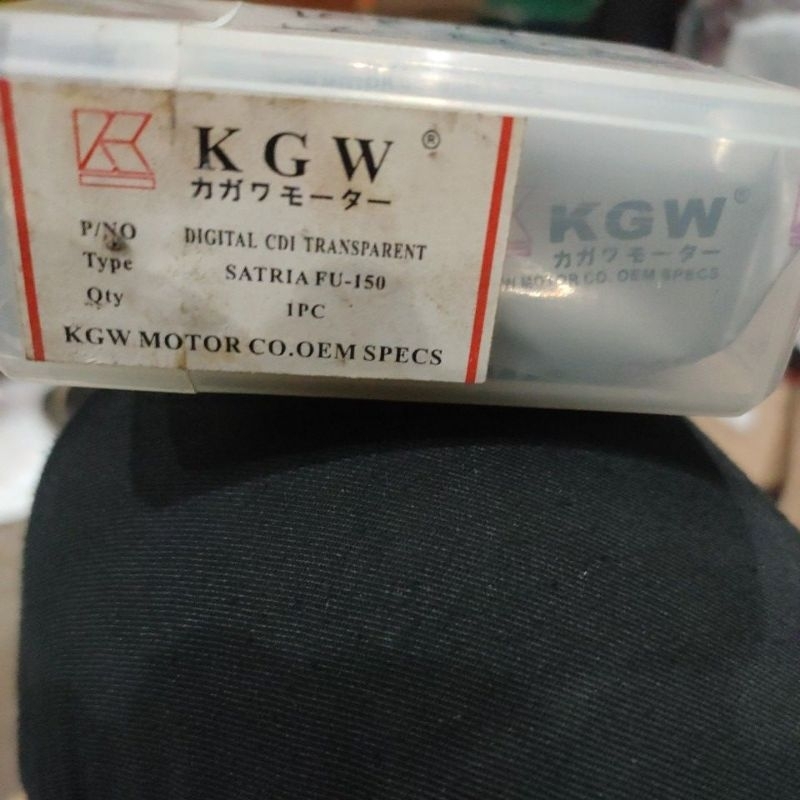 KGW®
カガワモーター
P/NO DIGITAL CDI TRANSPARENT
Type SATRIA FU-150
Qty 1PC
KGW MOTOR CO.OEM SPECS
KGW®
カガワモーター
MOTOR CO. OEM SPECS